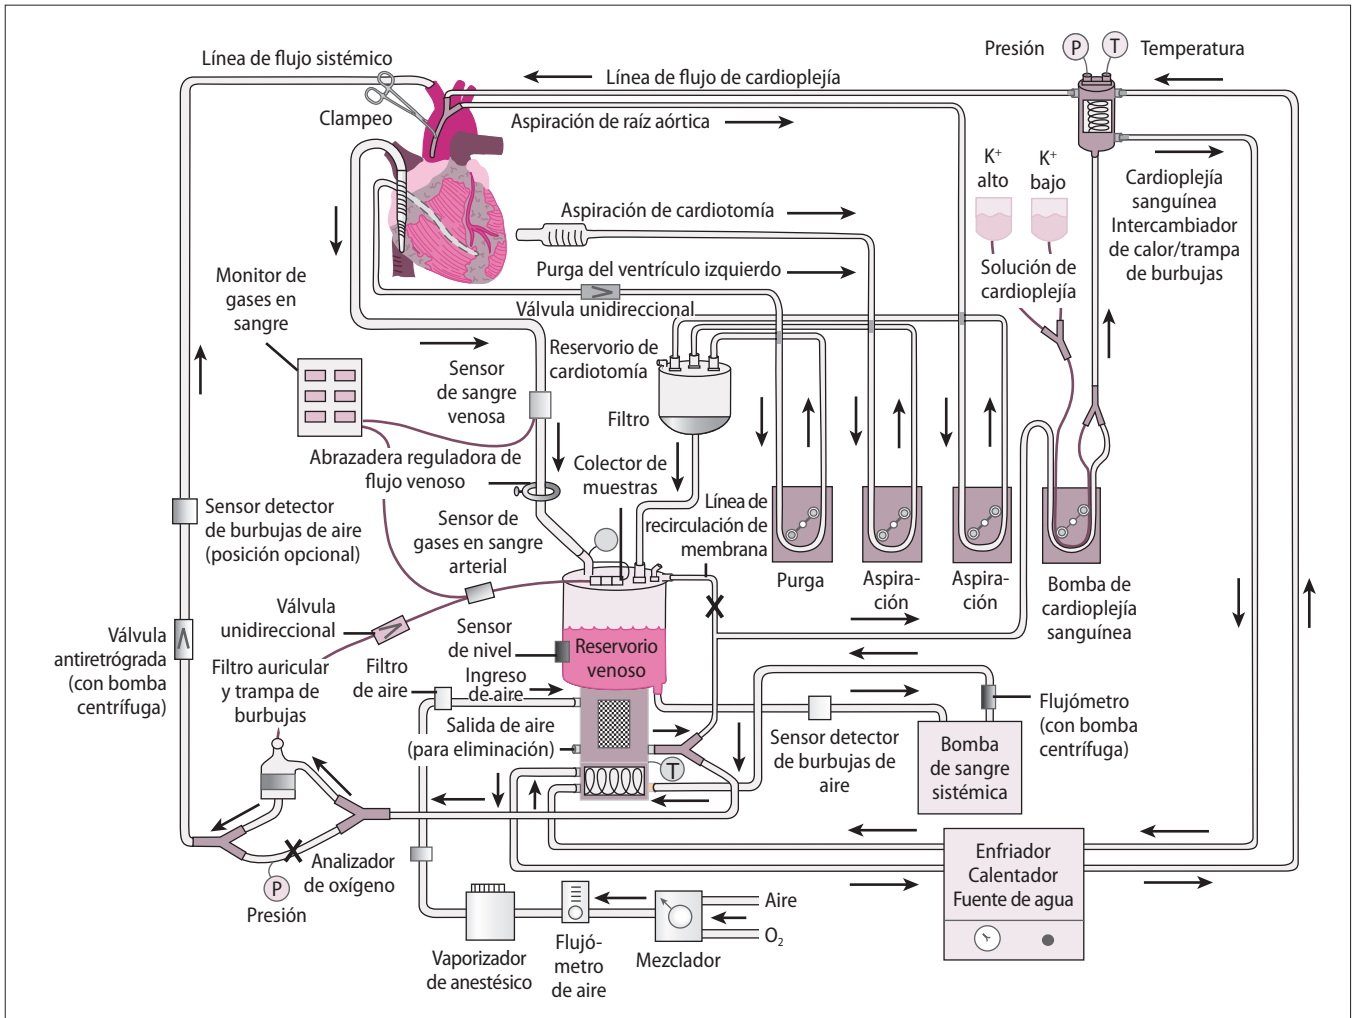 Línea de flujo sistémico
Clampeo
Línea de flujo de cardioplejía
Aspiración de raíz aórtica
Presión
P
T
Temperatura
K+
alto
K+
bajo
Cardioplejía
sanguínea
Intercambiador
de calor/trampa
de burbujas
Solución de
cardioplejía
Aspiración de cardiotomía
Purga del ventrículo izquierdo
Válvula unidireccional
Monitor de
gases en
sangre
Sensor
de sangre
venosa
Reservorio de
cardiotomía
Filtro
Abrazadera reguladora de
flujo venoso
Colector de
muestras
Línea de
recirculación de
membrana
Sensor detector
de burbujas de aire
(posición opcional)
Sensor de
gases en sangre
arterial
Purga
Aspira-
ción
Aspira-
ción
Bomba de
cardioplejía
sanguínea
Válvula
unidireccional
Válvula
antiretrógrada
(con bomba
centrífuga)
Sensor
de nivel
Reservorio
venoso
Filtro auricular
y trampa de
burbujas
Filtro
de aire
Ingreso
de aire
Salida de aire
(para eliminación)
T
Sensor detector
de burbujas de
aire
Flujómetro
(con bomba
centrífuga)
Bomba
de sangre
sistémica
Analizador
de oxígeno
P
Presión
Enfriador
Calentador
Fuente de agua
Vaporizador
de anestésico
Flujó-
metro
de aire
Mezclador
Aire
O2